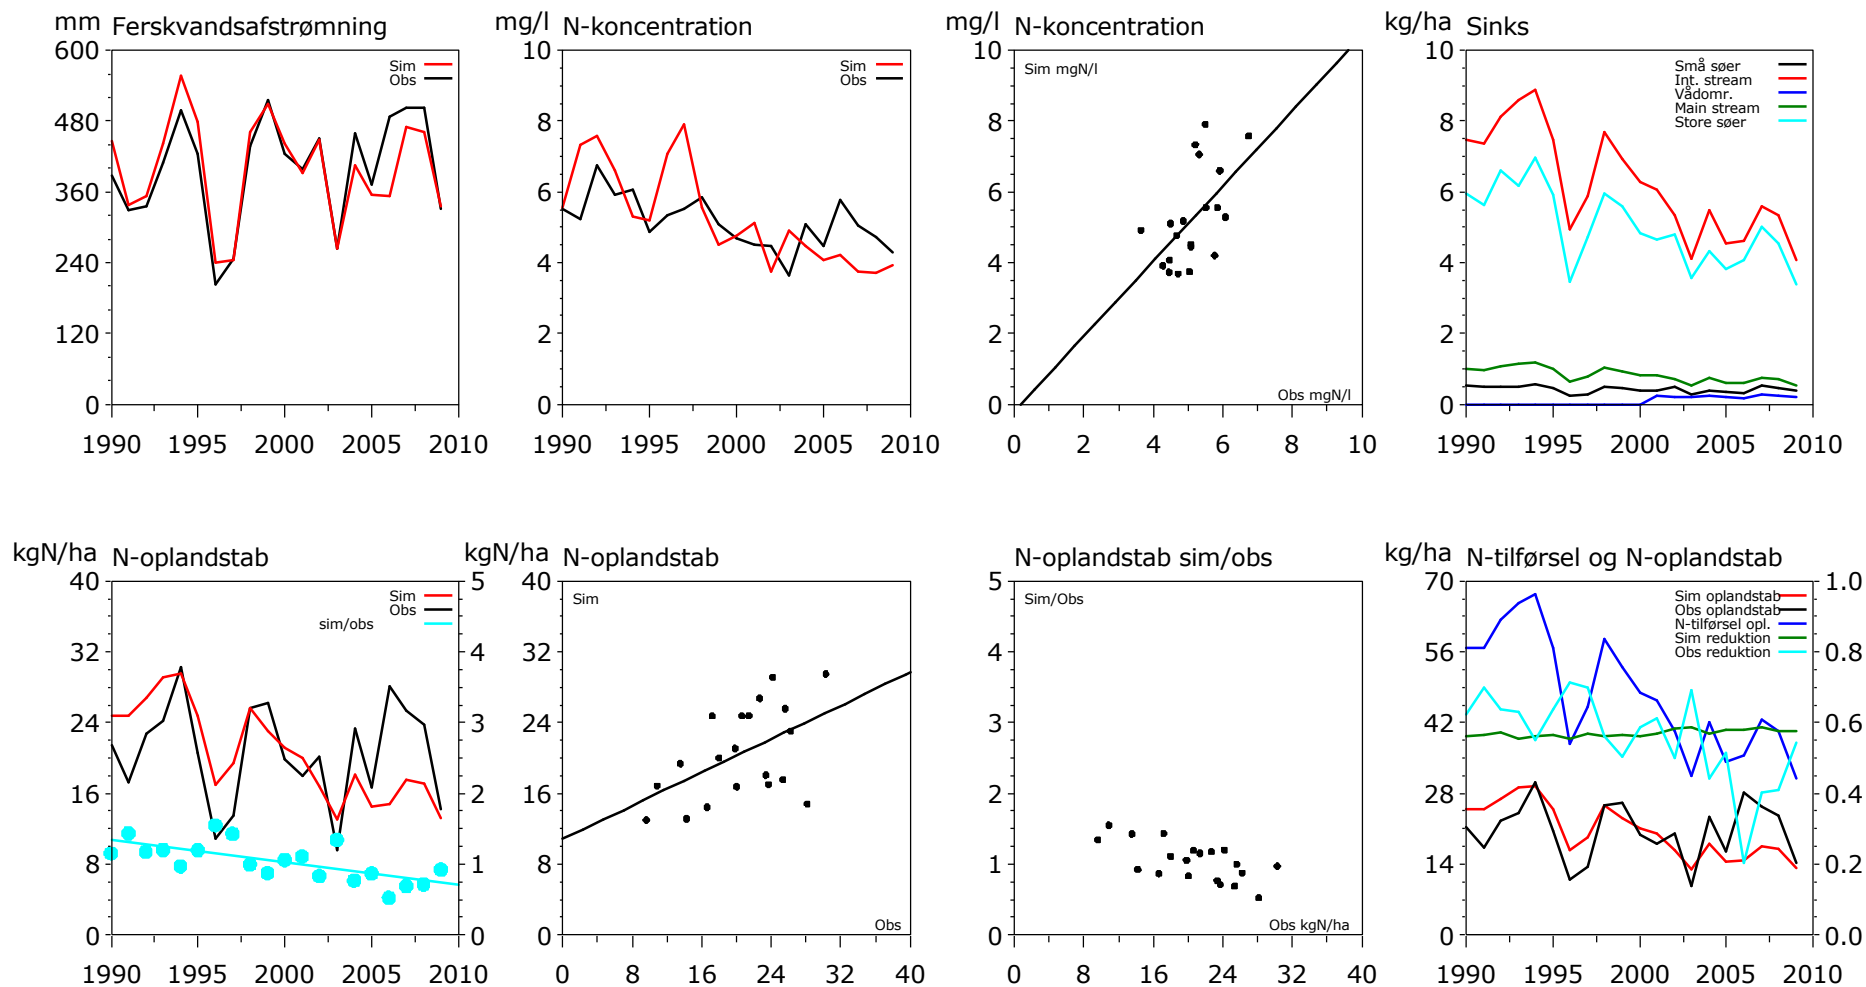 mm Ferskvandsafstrømning
600
480
360
240
120
0
1990 1995 2000 2005 2010
Sim
Obs
mg/l N-koncentration
10
8
6
4
2
0
1990 1995 2000 2005 2010
Sim
Obs
mg/l N-koncentration
10
8
6
4
2
0
0 2 4 6 8 10
Sim mgN/l
Obs mgN/l
kg/ha Sinks
10
8
6
4
2
0
1990 1995 2000 2005 2010
Små søer
Int. stream
Vådomr.
Main stream
Store søer
kgN/ha N-oplandstab
40
32
24
16
8
0
5
4
3
2
1
0
1990 1995 2000 2005 2010
Sim
Obs
sim/obs
kgN/ha N-oplandstab
40
32
24
16
8
0
0 8 16 24 32 40
Sim
Obs
N-oplandstab sim/obs
5
4
3
2
1
0
0 8 16 24 32 40
Sim/Obs
Obs kgN/ha
kg/ha N-tilførsel og N-oplandstab
70
56
42
28
14
0
1.0
0.8
0.6
0.4
0.2
0.0
1990 1995 2000 2005 2010
Sim oplandstab
Obs oplandstab
N-tilførsel opl.
Sim reduktion
Obs reduktion